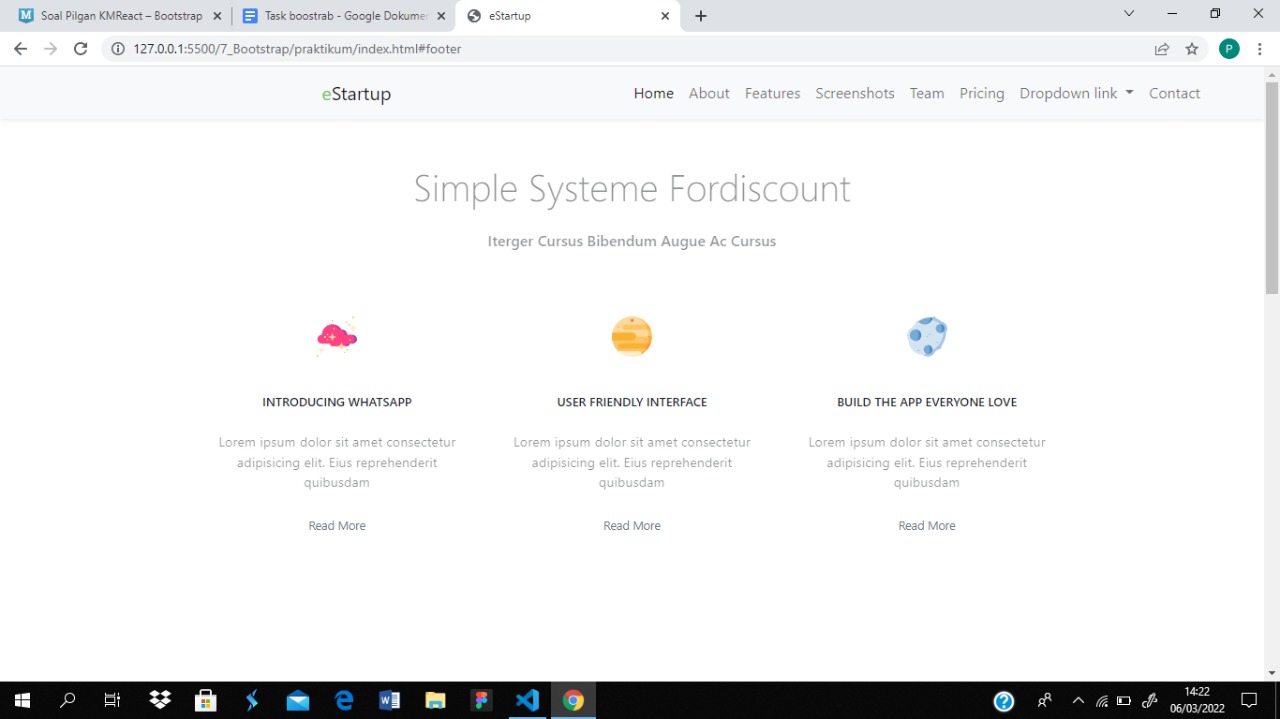 Soal Pilgan KMReact – Bootstrap
Task boostrab - Google Dokumen
eStartup
127.0.0.1:5500/7_Bootstrap/praktikum/index.html#footer
P
eStartup
Home About Features Screenshots Team Pricing Dropdown link Contact
Simple Systeme Fordiscount
Iterger Cursus Bibendum Augue Ac Cursus
INTRODUCING WHATSAPP
Lorem ipsum dolor sit amet consectetur
adipisicing elit. Eius reprehenderit
quibusdam
Read More
USER FRIENDLY INTERFACE
Lorem ipsum dolor sit amet consectetur
adipisicing elit. Eius reprehenderit
quibusdam
Read More
BUILD THE APP EVERYONE LOVE
Lorem ipsum dolor sit amet consectetur
adipisicing elit. Eius reprehenderit
quibusdam
Read More
14:22
06/03/2022